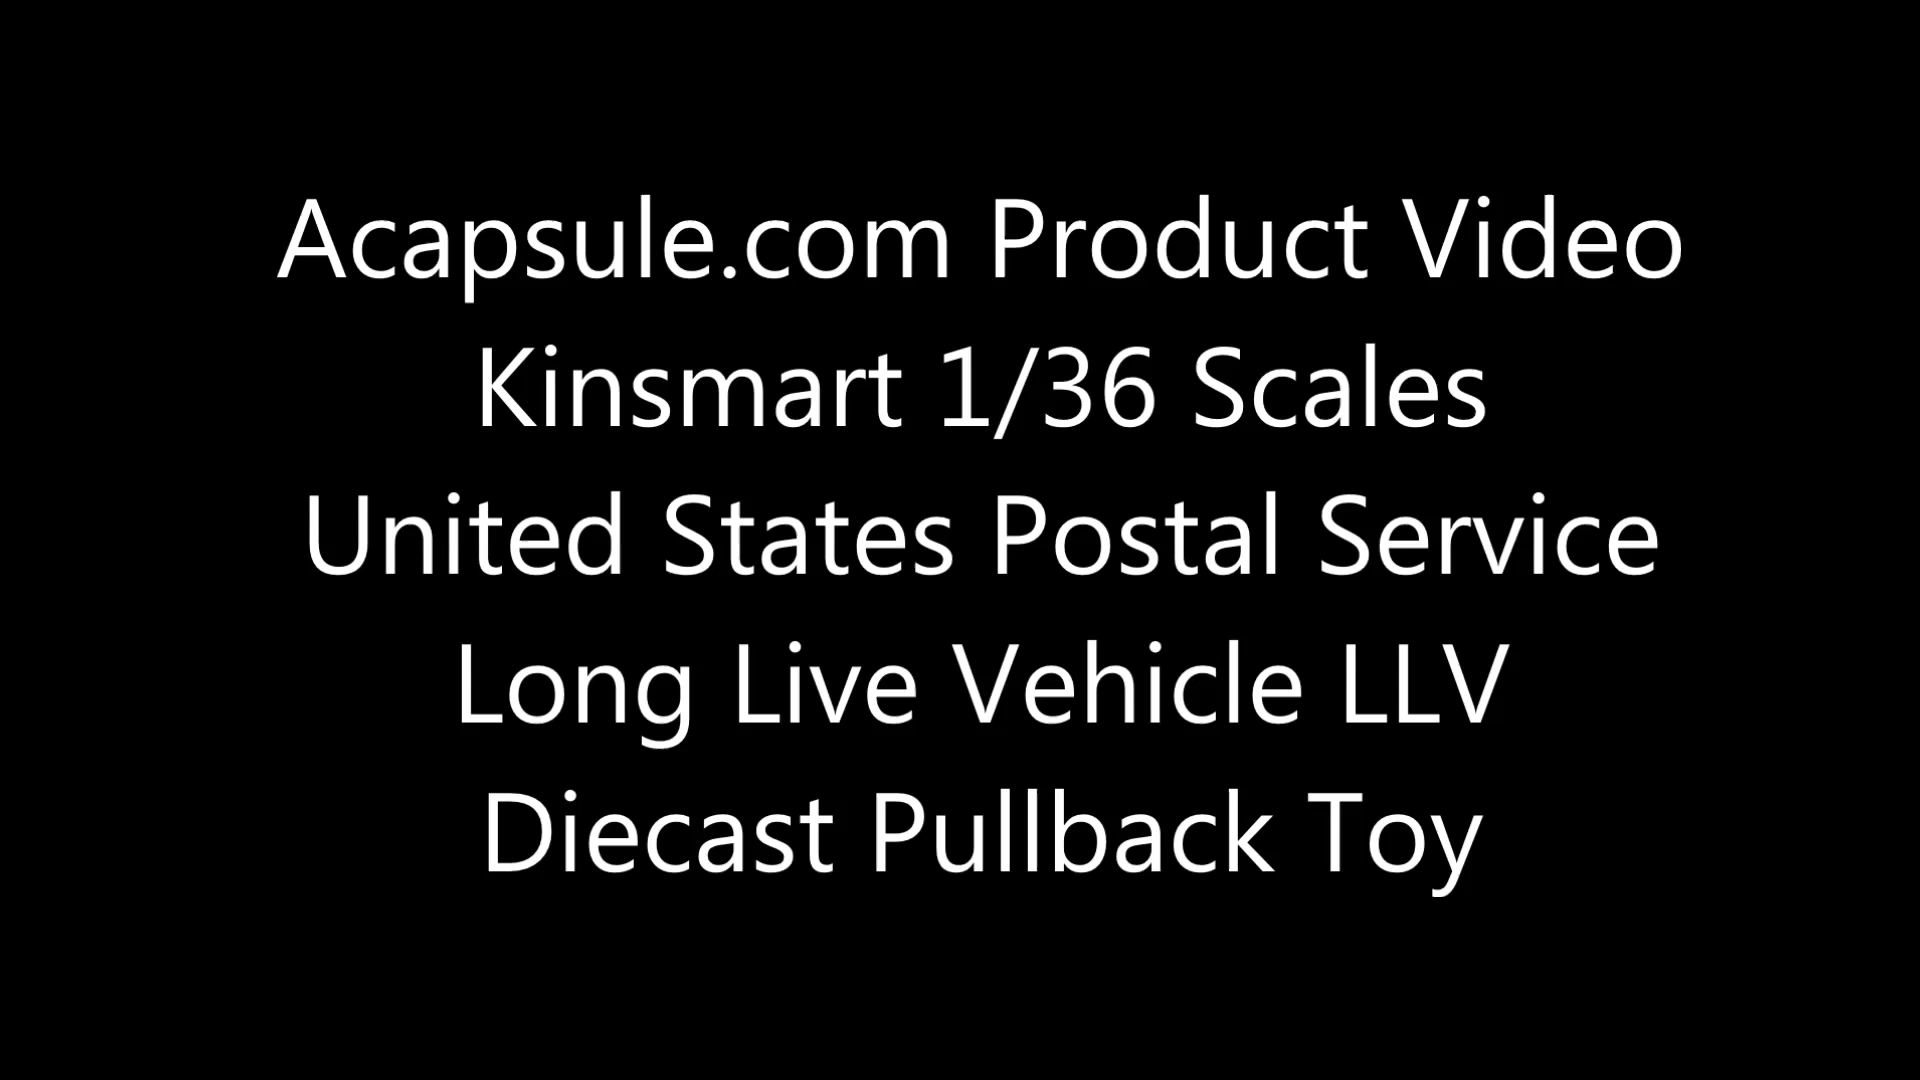 Acapsule.com Product Video
Kinsmart 1/36 Scales
United States Postal Service
Long Live Vehicle LLV
Diecast Pullback Toy